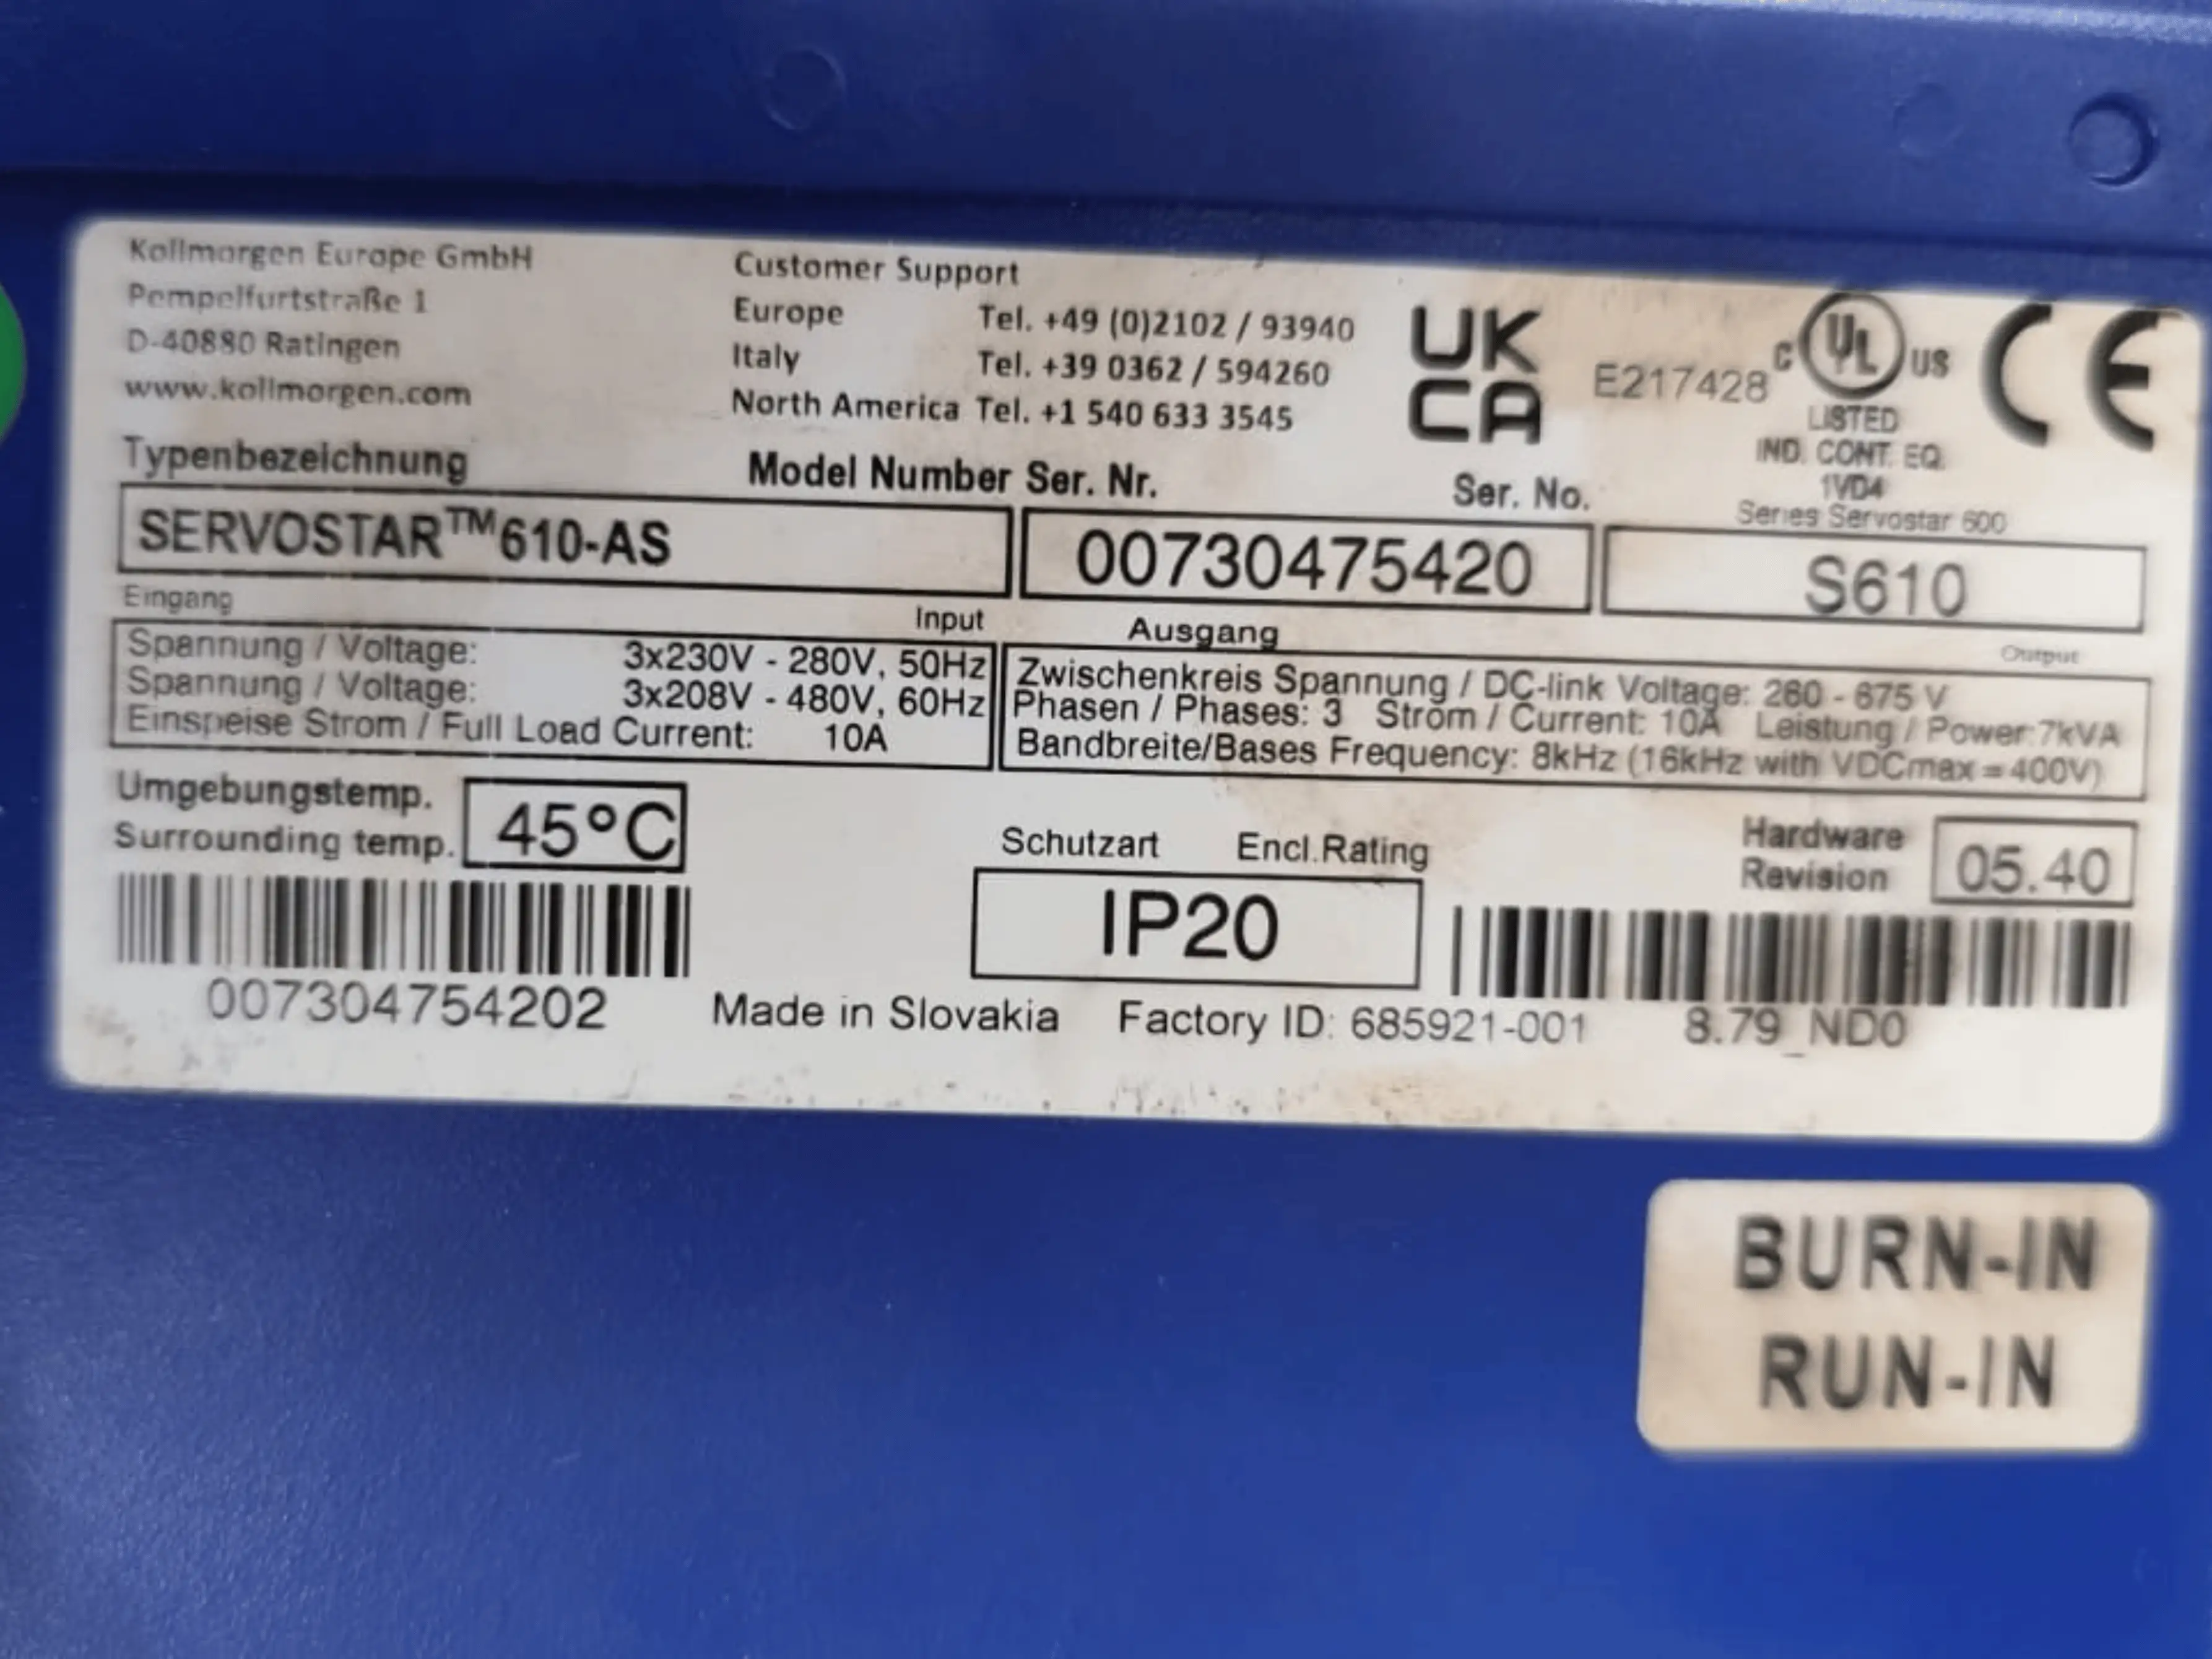 Kollmorgen Europe GmbH
Pempelfurtstraße 1
D-40880 Ratingen
www.kollmorgen.com
Customer Support
Europe Tel. +49 (0)2102 / 93940
Italy Tel. +39 0362 / 594260
North America Tel. +1 540 633 3545
UK
CA
E217428
C UL US
LISTED
IND. CONT. EQ.
1VD4
Series Servostar 600
CE
Typenbezeichnung Model Number Ser. Nr. Ser. No.
SERVOSTAR™610-AS 00730475420 S610
Eingang Input Ausgang Output
Spannung / Voltage: 3x230V - 280V, 50Hz
Spannung / Voltage: 3x208V - 480V, 60Hz
Einspeise Strom / Full Load Current: 10A
Zwischenkreis Spannung / DC-link Voltage: 260 - 675 V
Phasen / Phases: 3 Strom / Current: 10A Leistung / Power:7kVA
Bandbreite/Bases Frequency: 8kHz (16kHz with VDCmax = 400V)
Umgebungstemp.
Surrounding temp. 45°C
Schutzart Encl.Rating
IP20
Hardware
Revision 05.40
007304754202 Made in Slovakia Factory ID: 685921-001 8.79_ND0
BURN-IN
RUN-IN